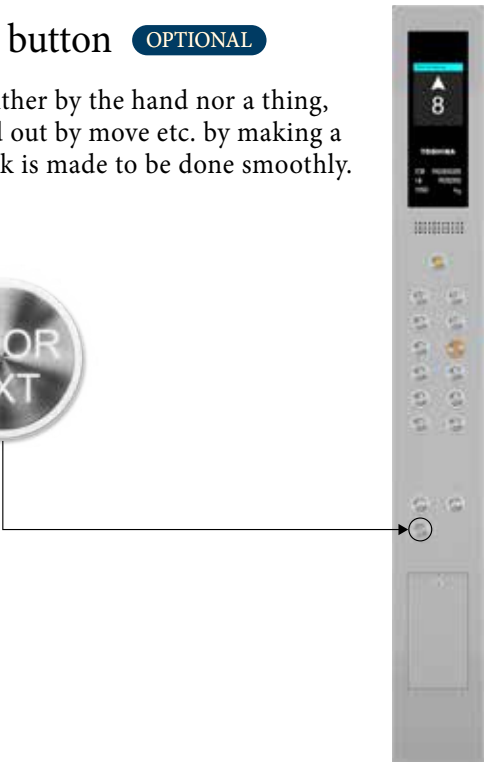 button OPTIONAL
ther by the hand nor a thing,
d out by move etc. by making a
k is made to be done smoothly.
8
TOSHIBA
OR
XT